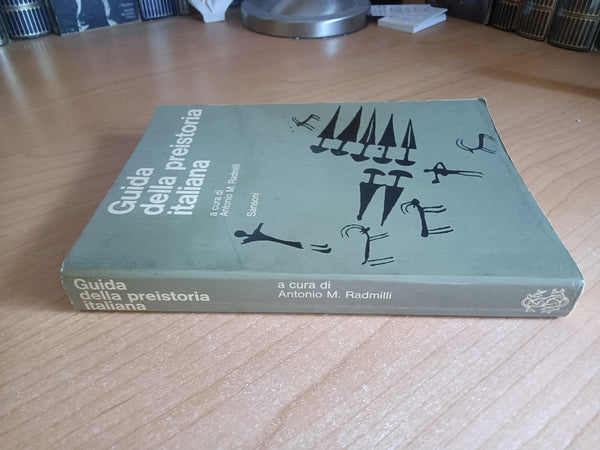 Guida
della preistoria
italiana
a cura di
Antonio M. Radmilli
Sansoni
Guida
della preistoria
italiana
a cura di
Antonio M. Radmilli